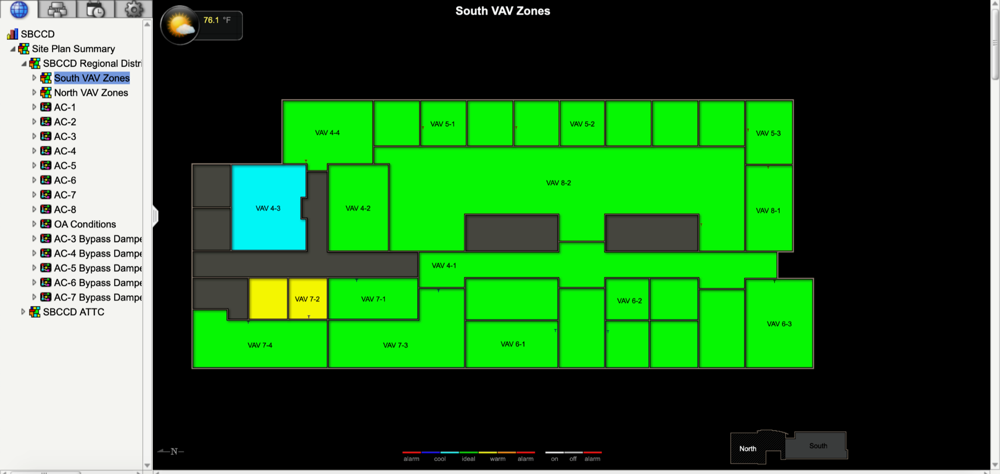 South VAV Zones
76.1 °F
SBCCD
Site Plan Summary
SBCCD Regional Distri
South VAV Zones
North VAV Zones
AC-1
AC-2
AC-3
AC-4
AC-5
AC-6
AC-7
AC-8
OA Conditions
AC-3 Bypass Dampe
AC-4 Bypass Dampe
AC-5 Bypass Dampe
AC-6 Bypass Dampe
AC-7 Bypass Dampe
SBCCD ATTC
VAV 4-4
VAV 5-1
VAV 5-2
VAV 5-3
VAV 8-2
VAV 4-3
VAV 4-2
VAV 8-1
VAV 4-1
VAV 7-2
VAV 7-1
VAV 6-2
VAV 6-3
VAV 7-4
VAV 7-3
VAV 6-1
N
alarm cool ideal warm alarm on off alarm
North
South